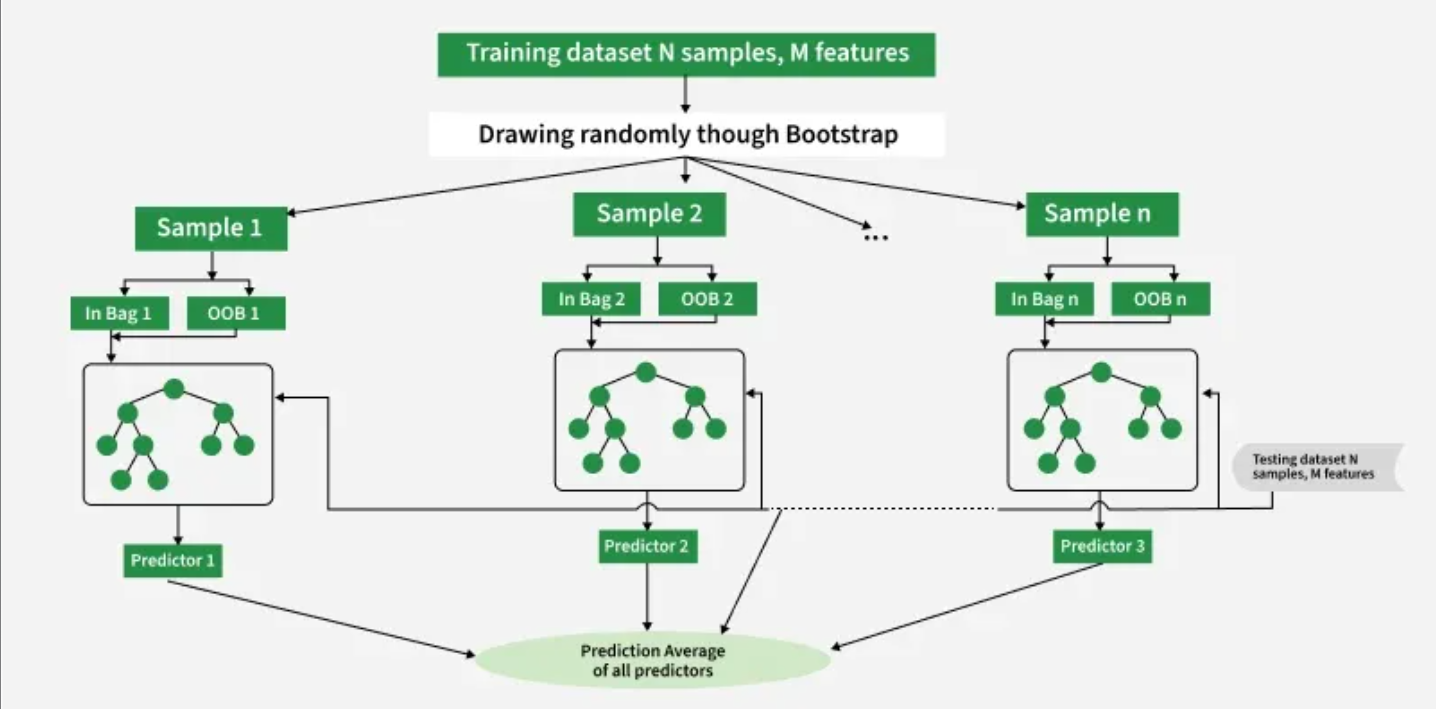 Training dataset N samples, M features
Drawing randomly though Bootstrap
Sample 1
Sample 2
...
Sample n
In Bag 1
OOB 1
In Bag 2
OOB 2
In Bag n
OOB n
Testing dataset N
samples, M features
Predictor 1
Predictor 2
Predictor 3
Prediction Average
of all predictors